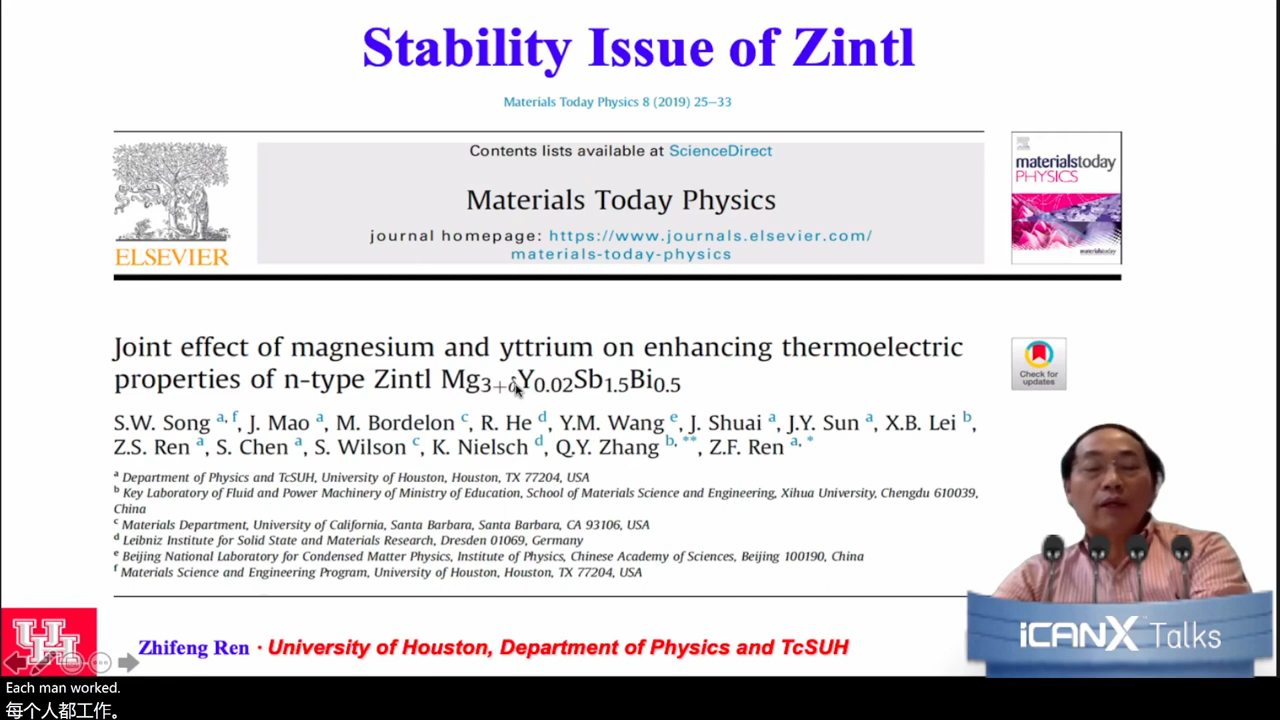 Stability Issue of Zintl
Materials Today Physics 8 (2019) 25–33
Contents lists available at ScienceDirect
Materials Today Physics
journal homepage: https://www.journals.elsevier.com/
materials-today-physics
ELSEVIER
materialstoday
PHYSICS
materialstoday
Joint effect of magnesium and yttrium on enhancing thermoelectric
properties of n-type Zintl Mg3+δY0.02Sb1.5Bi0.5
Check for
updates
S.W. Song a, f, J. Mao a, M. Bordelon c, R. He d, Y.M. Wang e, J. Shuai a, J.Y. Sun a, X.B. Lei b,
Z.S. Ren a, S. Chen a, S. Wilson c, K. Nielsch d, Q.Y. Zhang b, **, Z.F. Ren a, *
a Department of Physics and TcSUH, University of Houston, Houston, TX 77204, USA
b Key Laboratory of Fluid and Power Machinery of Ministry of Education, School of Materials Science and Engineering, Xihua University, Chengdu 610039,
China
c Materials Department, University of California, Santa Barbara, Santa Barbara, CA 93106, USA
d Leibniz Institute for Solid State and Materials Research, Dresden 01069, Germany
e Beijing National Laboratory for Condensed Matter Physics, Institute of Physics, Chinese Academy of Sciences, Beijing 100190, China
f Materials Science and Engineering Program, University of Houston, Houston, TX 77204, USA
iCANX Talks
UH
Zhifeng Ren · University of Houston, Department of Physics and TcSUH
Each man worked.
每个人都工作。